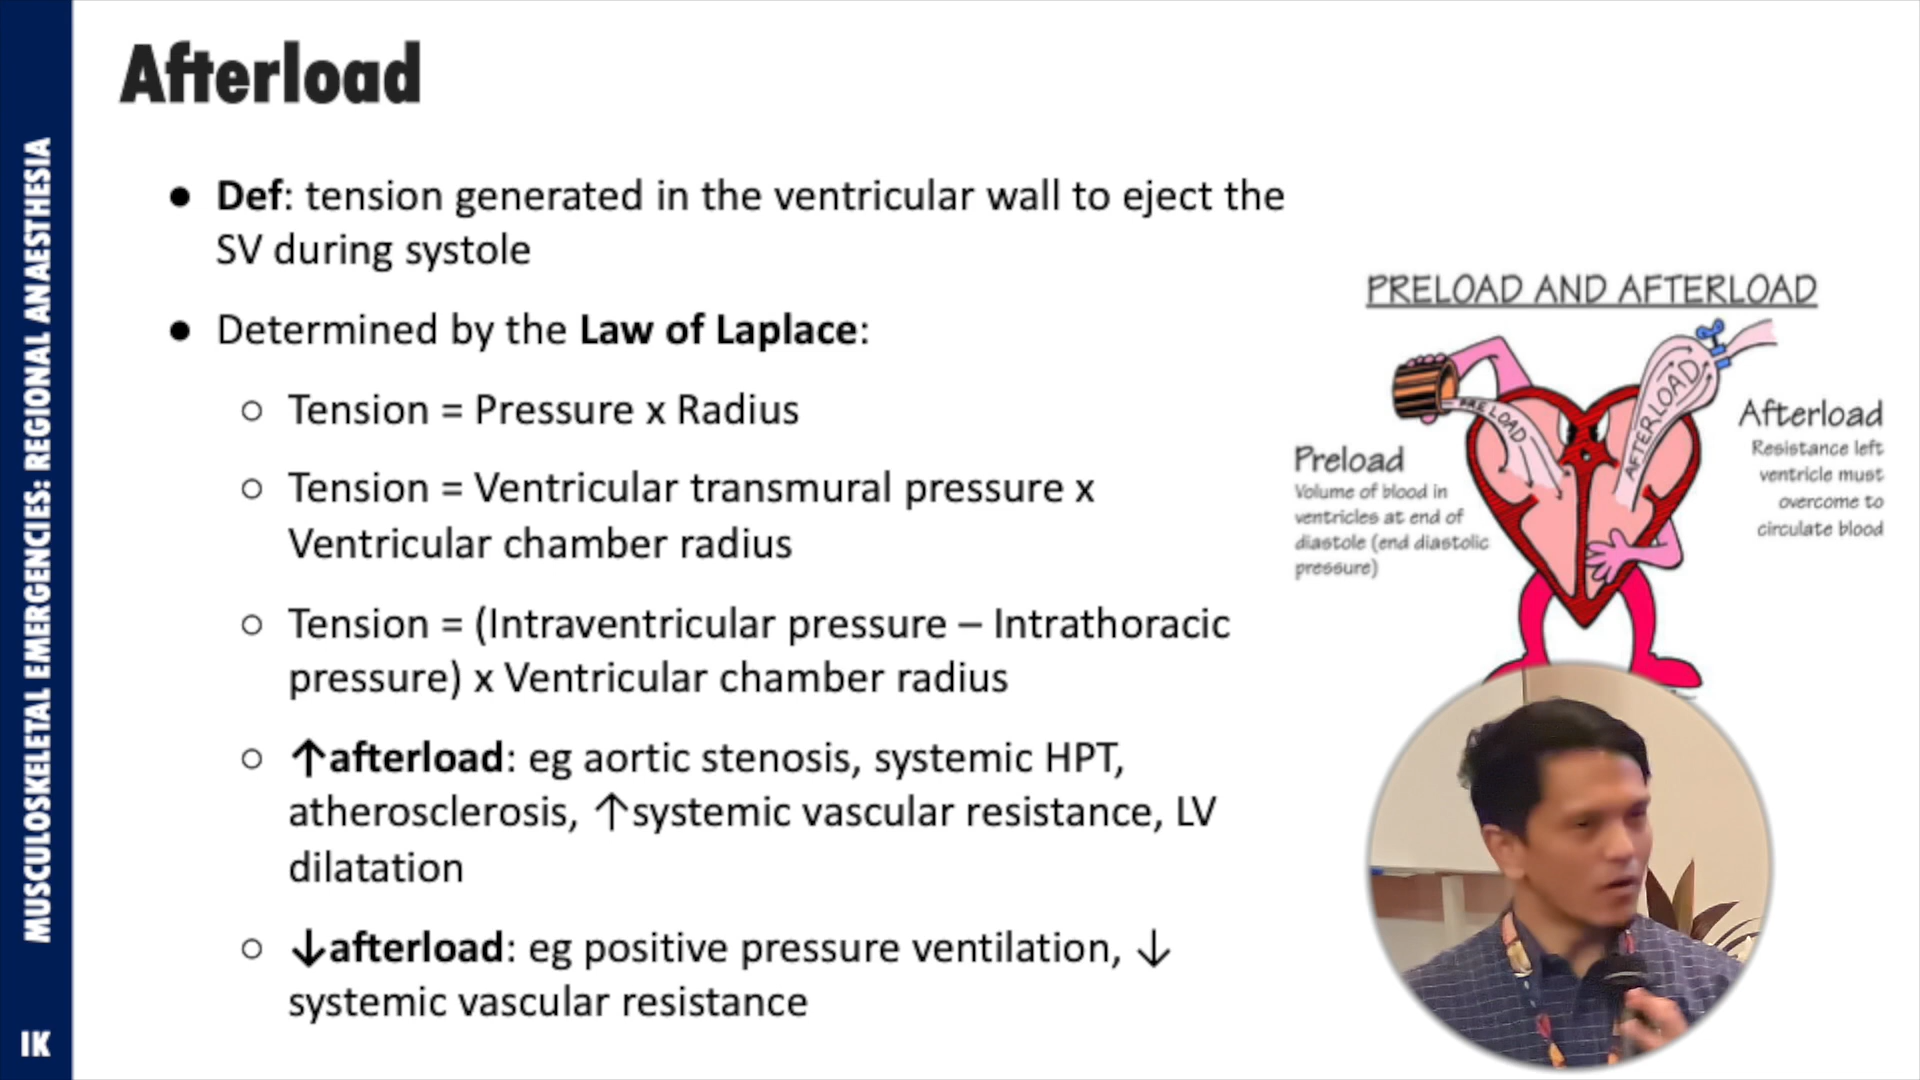 Afterload
MUSCULOSKELETAL EMERGENCIES: REGIONAL ANAESTHESIA
IK
● Def: tension generated in the ventricular wall to eject the
SV during systole
● Determined by the Law of Laplace:
○ Tension = Pressure x Radius
○ Tension = Ventricular transmural pressure x
Ventricular chamber radius
○ Tension = (Intraventricular pressure – Intrathoracic
pressure) x Ventricular chamber radius
○ ↑afterload: eg aortic stenosis, systemic HPT,
atherosclerosis, ↑systemic vascular resistance, LV
dilatation
○ ↓afterload: eg positive pressure ventilation, ↓
systemic vascular resistance
PRELOAD AND AFTERLOAD
PRELOAD
AFTERLOAD
Preload
Volume of blood in
ventricles at end of
diastole (end diastolic
pressure)
Afterload
Resistance left
ventricle must
overcome to
circulate blood